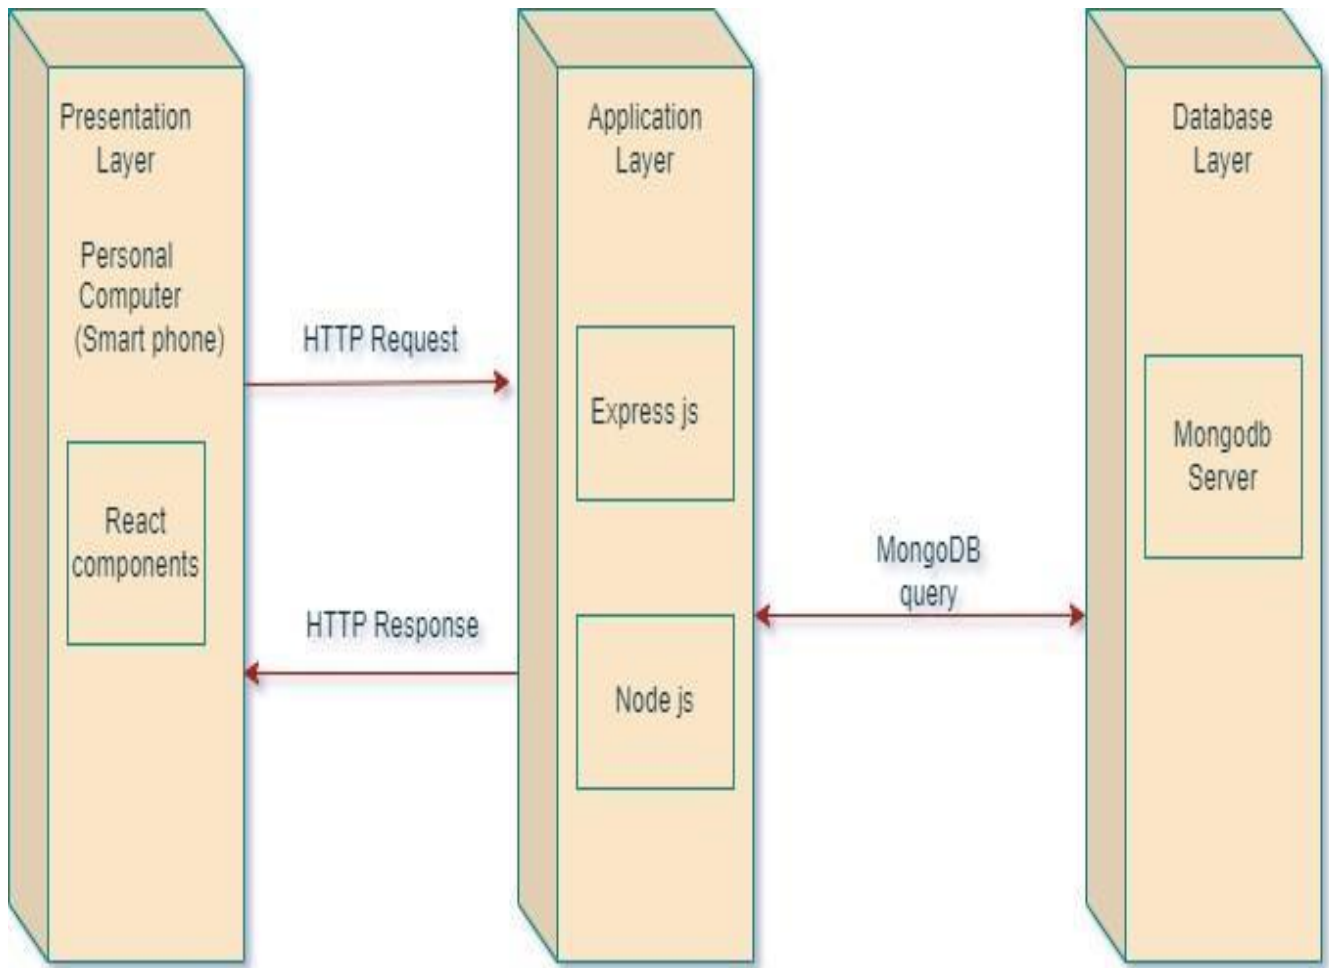 Presentation
Layer
Personal
Computer
(Smart phone)
React
components
HTTP Request
HTTP Response
Application
Layer
Express js
Node js
MongoDB
query
Database
Layer
Mongodb
Server